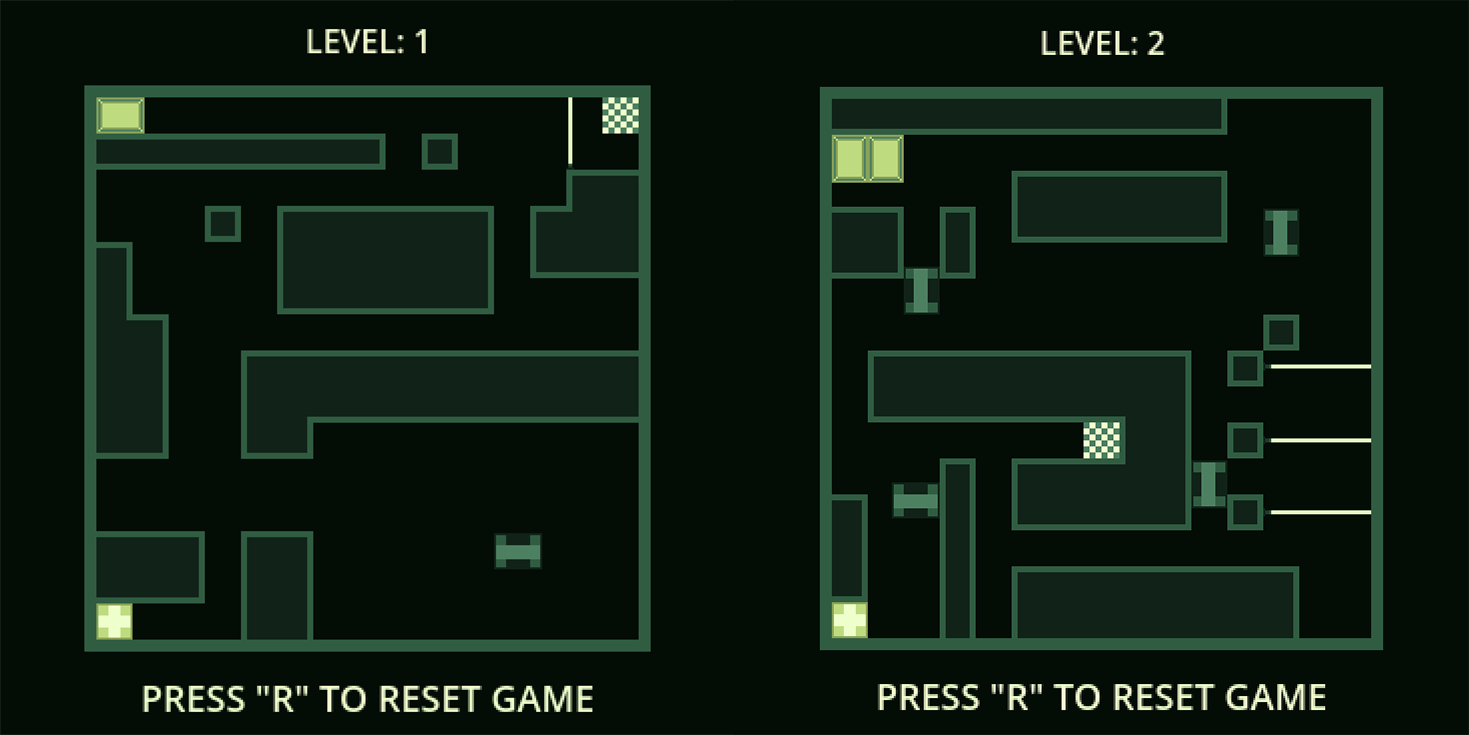 LEVEL: 1
PRESS "R" TO RESET GAME
LEVEL: 2
PRESS "R" TO RESET GAME